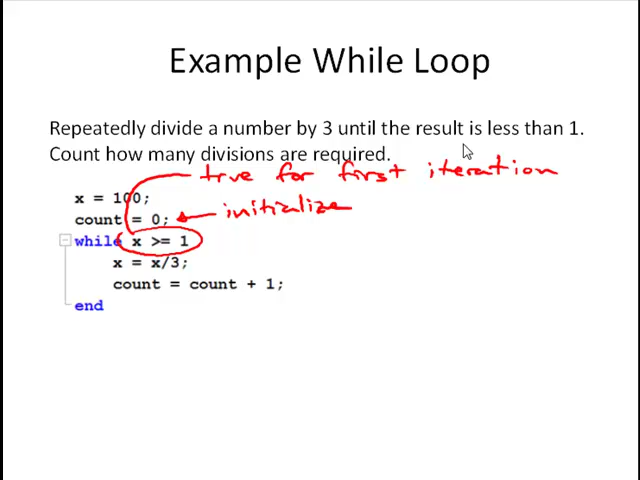 Example While Loop
Repeatedly divide a number by 3 until the result is less than 1.
Count how many divisions are required.
true for first iteration
x = 100;
count = 0; initialize
while x >= 1
x = x/3;
count = count + 1;
end